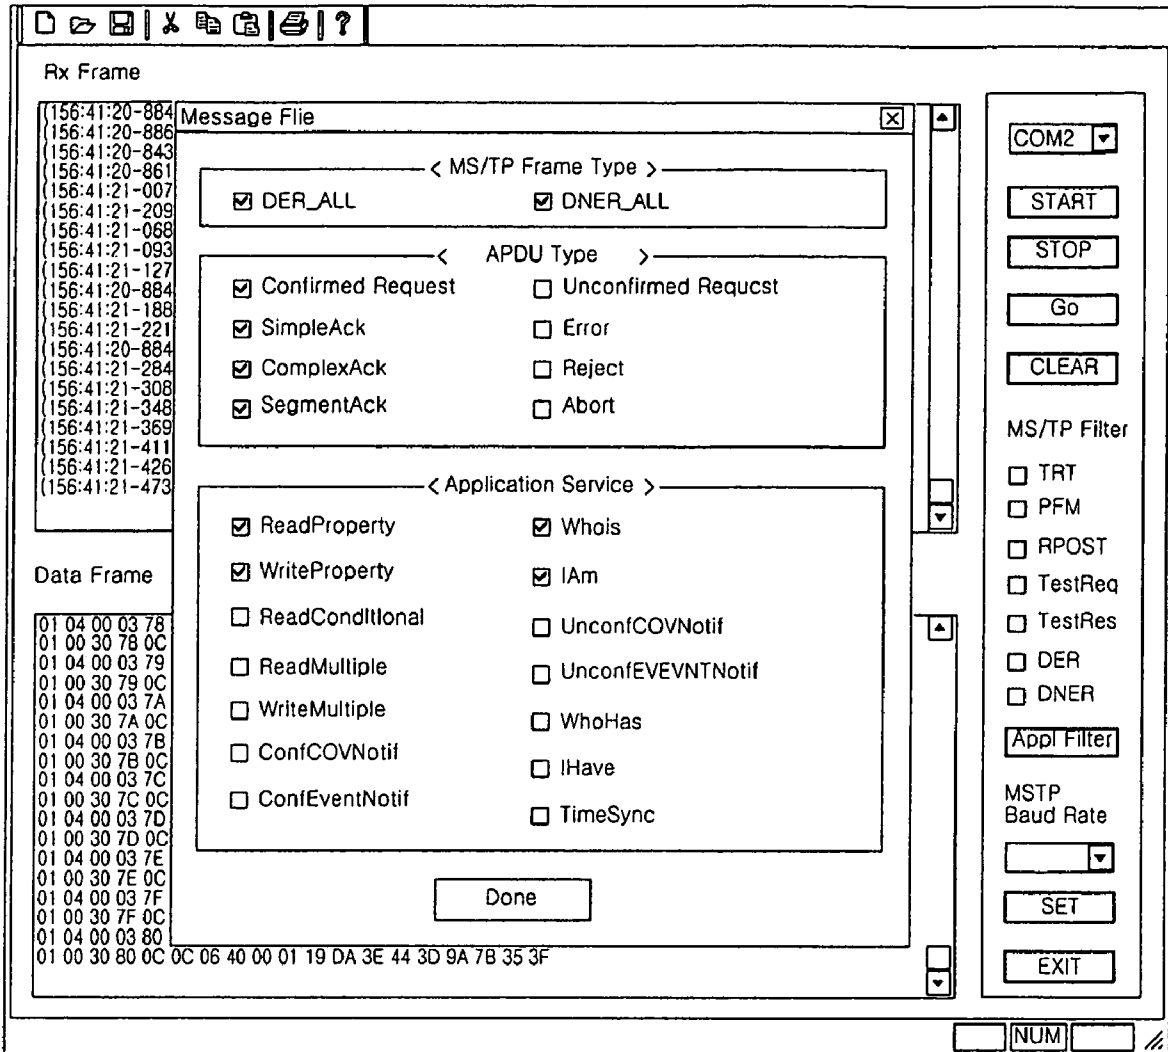 ?
Rx Frame
(156:41:20-884
(156:41:20-886
(156:41:20-843
(156:41:20-861
(156:41:21-007
(156:41:21-209
(156:41:21-068
(156:41:21-093
(156:41:21-127
(156:41:20-884
(156:41:21-188
(156:41:21-221
(156:41:20-884
(156:41:21-284
(156:41:21-308
(156:41:21-348
(156:41:21-369
(156:41:21-411
(156:41:21-426
(156:41:21-473
Message Flie
< MS/TP Frame Type >
DER_ALL DNER_ALL
< APDU Type >
Confirmed Request Unconfirmed Requcst
SimpleAck Error
ComplexAck Reject
SegmentAck Abort
< Application Service >
ReadProperty Whois
WriteProperty IAm
ReadCondItIonal UnconfCOVNotif
ReadMultiple UnconfEVEVNTNotif
WriteMultiple WhoHas
ConfCOVNotif IHave
ConfEventNotif TimeSync
Done
Data Frame
01 04 00 03 78
01 00 30 78 0C
01 04 00 03 79
01 00 30 79 0C
01 04 00 03 7A
01 00 30 7A 0C
01 04 00 03 7B
01 00 30 7B 0C
01 04 00 03 7C
01 00 30 7C 0C
01 04 00 03 7D
01 00 30 7D 0C
01 04 00 03 7E
01 00 30 7E 0C
01 04 00 03 7F
01 00 30 7F 0C
01 04 00 03 80
01 00 30 80 0C 0C 06 40 00 01 19 DA 3E 44 3D 9A 7B 35 3F
COM2
START
STOP
Go
CLEAR
MS/TP Filter
TRT
PFM
RPOST
TestReq
TestRes
DER
DNER
Appl Filter
MSTP
Baud Rate
SET
EXIT
NUM